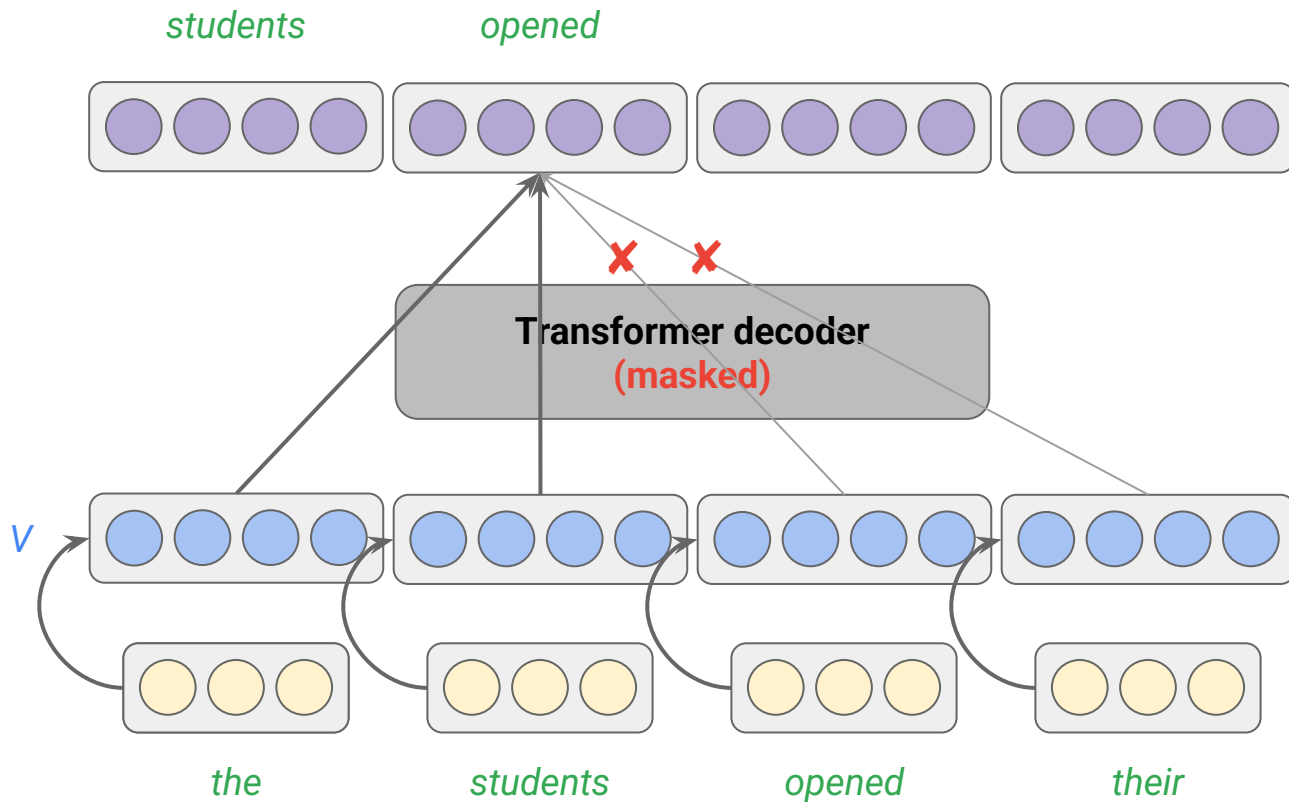 students opened
Transformer decoder
(masked)
V
the students opened their